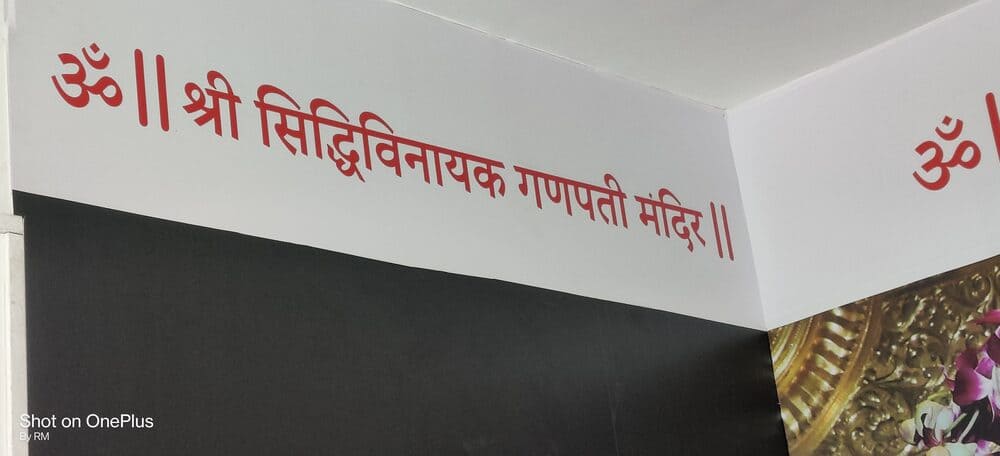 ॐ || श्री सिद्धिविनायक गणपती मंदिर ||
ॐ |
Shot on OnePlus
By RM